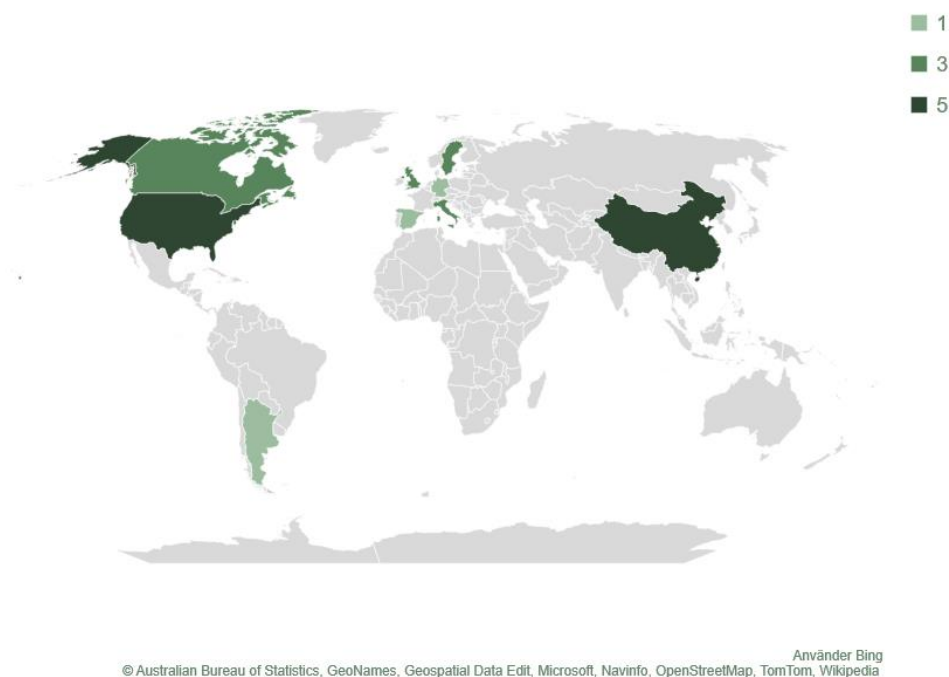 1
3
5
Använder Bing
© Australian Bureau of Statistics, GeoNames, Geospatial Data Edit, Microsoft, Navinfo, OpenStreetMap, TomTom, Wikipedia